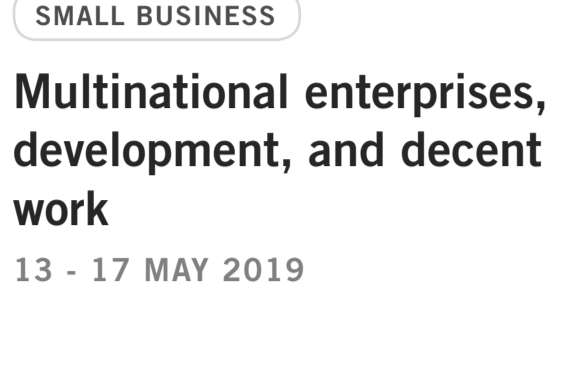 SMALL BUSINESS
Multinational enterprises,
development, and decent
work
13 - 17 MAY 2019